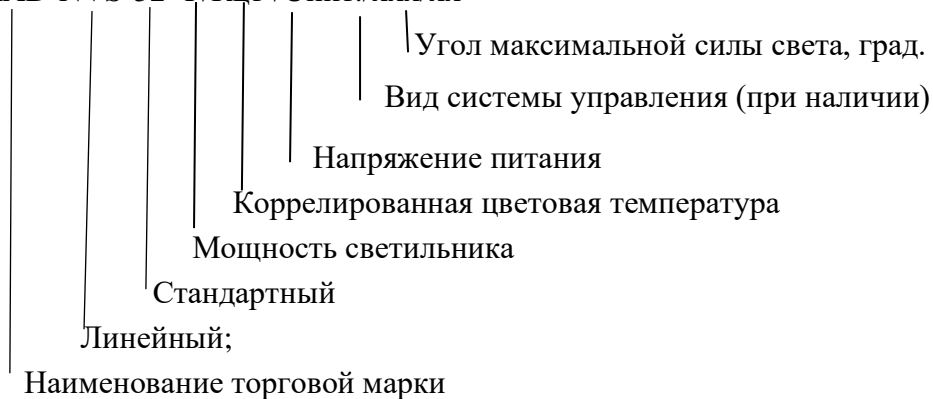 Угол максимальной силы света, град.
Вид системы управления (при наличии)
Напряжение питания
Коррелированная цветовая температура
Мощность светильника
Стандартный
Линейный;
Наименование торговой марки